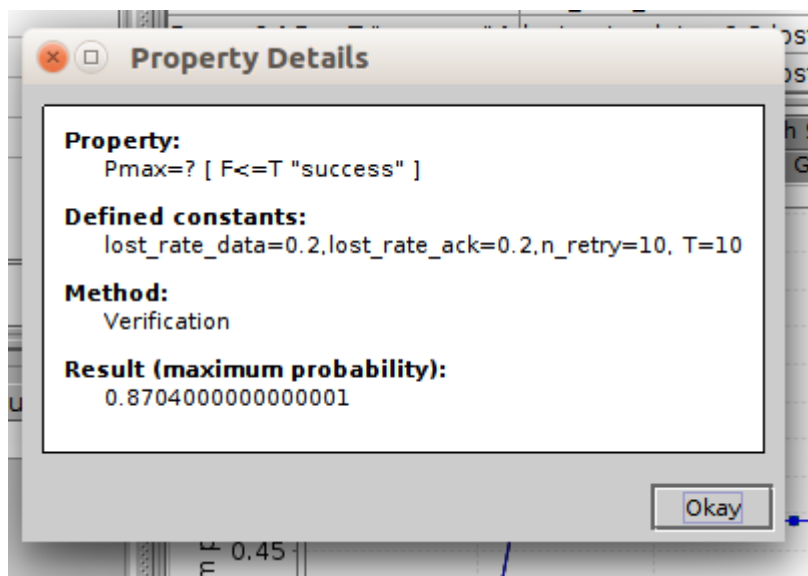 Property Details
Property:
Pmax=? [ F<=T "success" ]
Defined constants:
lost_rate_data=0.2,lost_rate_ack=0.2,n_retry=10, T=10
Method:
Verification
Result (maximum probability):
0.8704000000000001
Okay
0.45